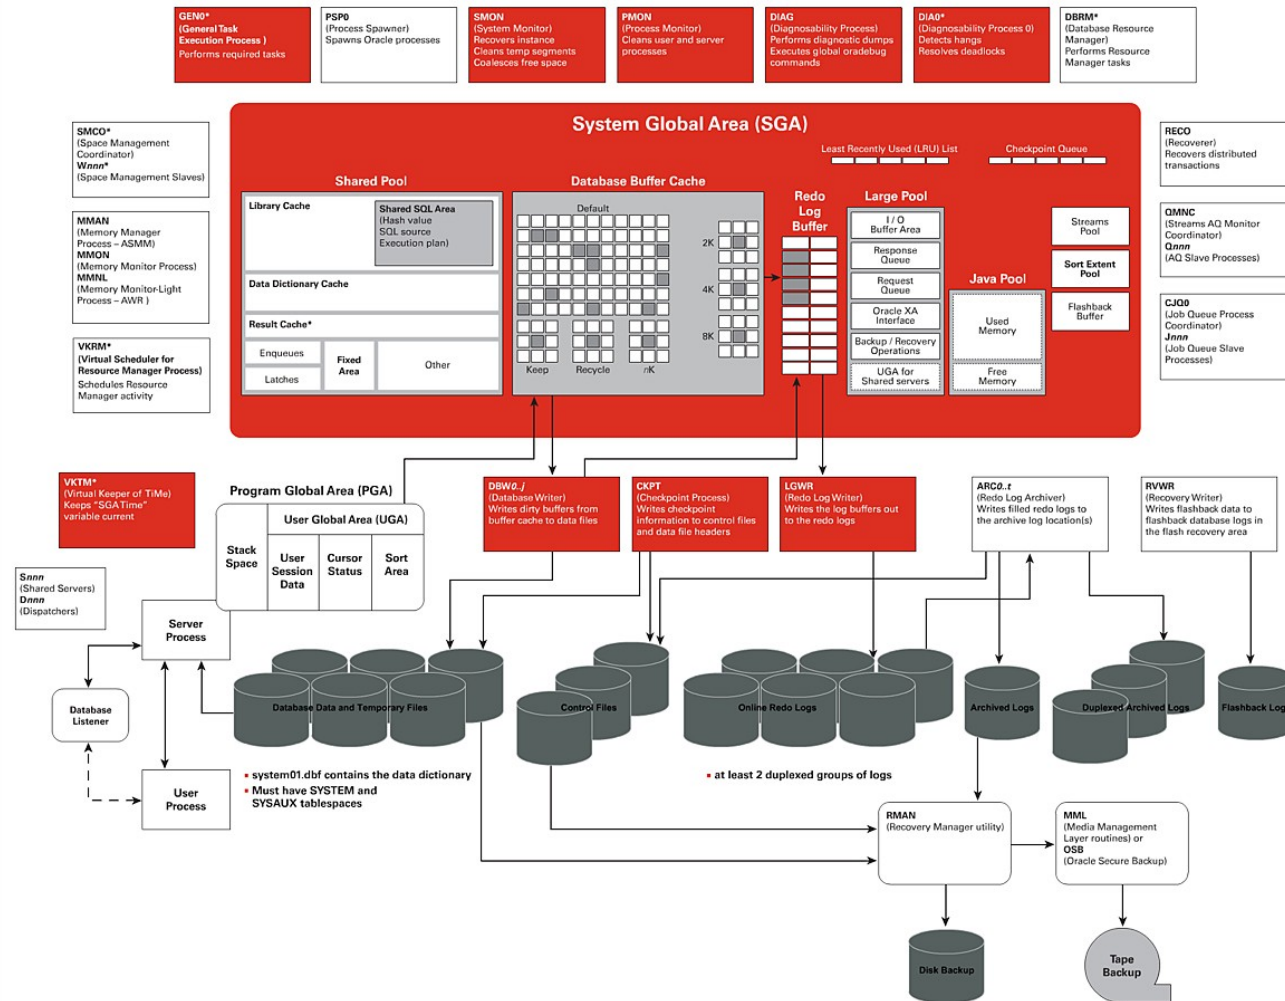 GEN0*
(General Task
Execution Process )
Performs required tasks
PSP0
(Process Spawner)
Spawns Oracle processes
SMON
(System Monitor)
Recovers instance
Cleans temp segments
Coalesces free space
PMON
(Process Monitor)
Cleans user and server
processes
DIAG
(Diagnosability Process)
Performs diagnostic dumps
Executes global oradebug
commands
DIA0*
(Diagnosability Process 0)
Detects hangs
Resolves deadlocks
DBRM*
(Database Resource
Manager)
Performs Resource
Manager tasks
SMCO*
(Space Management
Coordinator)
Wnnn*
(Space Management Slaves)
MMAN
(Memory Manager
Process – ASMM)
MMON
(Memory Monitor Process)
MMNL
(Memory Monitor-Light
Process – AWR )
VKRM*
(Virtual Scheduler for
Resource Manager Process)
Schedules Resource
Manager activity
System Global Area (SGA)
Least Recently Used (LRU) List
Checkpoint Queue
Shared Pool
Library Cache
Shared SQL Area
(Hash value
SQL source
Execution plan)
Data Dictionary Cache
Result Cache*
Enqueues
Latches
Fixed
Area
Other
Database Buffer Cache
Default
2K
4K
8K
Keep
Recycle
nK
Redo
Log
Buffer
Large Pool
I / O
Buffer Area
Response
Queue
Request
Queue
Oracle XA
Interface
Backup / Recovery
Operations
UGA for
Shared servers
Java Pool
Used
Memory
Free
Memory
Streams
Pool
Sort Extent
Pool
Flashback
Buffer
RECO
(Recoverer)
Recovers distributed
transactions
QMNC
(Streams AQ Monitor
Coordinator)
Qnnn
(AQ Slave Processes)
CJQ0
(Job Queue Process
Coordinator)
Jnnn
(Job Queue Slave
Processes)
VKTM*
(Virtual Keeper of TiMe)
Keeps "SGA Time"
variable current
Program Global Area (PGA)
Stack
Space
User Global Area (UGA)
User
Session
Data
Cursor
Status
Sort
Area
DBW0..j
(Database Writer)
Writes dirty buffers from
buffer cache to data files
CKPT
(Checkpoint Process)
Writes checkpoint
information to control files
and data file headers
LGWR
(Redo Log Writer)
Writes the log buffers out
to the redo logs
ARC0..t
(Redo Log Archiver)
Writes filled redo logs to
the archive log location(s)
RVWR
(Recovery Writer)
Writes flashback data to
flashback database logs in
the flash recovery area
Snnn
(Shared Servers)
Dnnn
(Dispatchers)
Server
Process
Database
Listener
User
Process
Database Data and Temporary Files
Control Files
Online Redo Logs
Archived Logs
Duplexed Archived Logs
Flashback Log
▪ system01.dbf contains the data dictionary
▪ Must have SYSTEM and
SYSAUX tablespaces
▪ at least 2 duplexed groups of logs
RMAN
(Recovery Manager utility)
MML
(Media Management
Layer routines) or
OSB
(Oracle Secure Backup)
Disk Backup
Tape
Backup